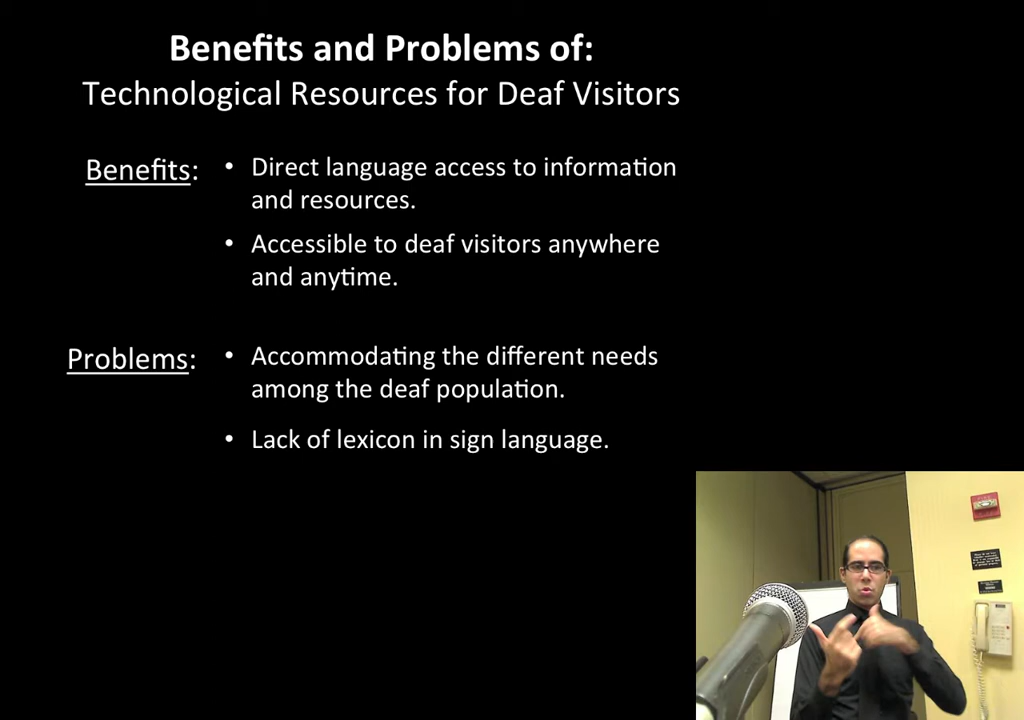 Benefits and Problems of:
Technological Resources for Deaf Visitors
Benefits:
• Direct language access to information
and resources.
• Accessible to deaf visitors anywhere
and anytime.
Problems:
• Accommodating the different needs
among the deaf population.
• Lack of lexicon in sign language.